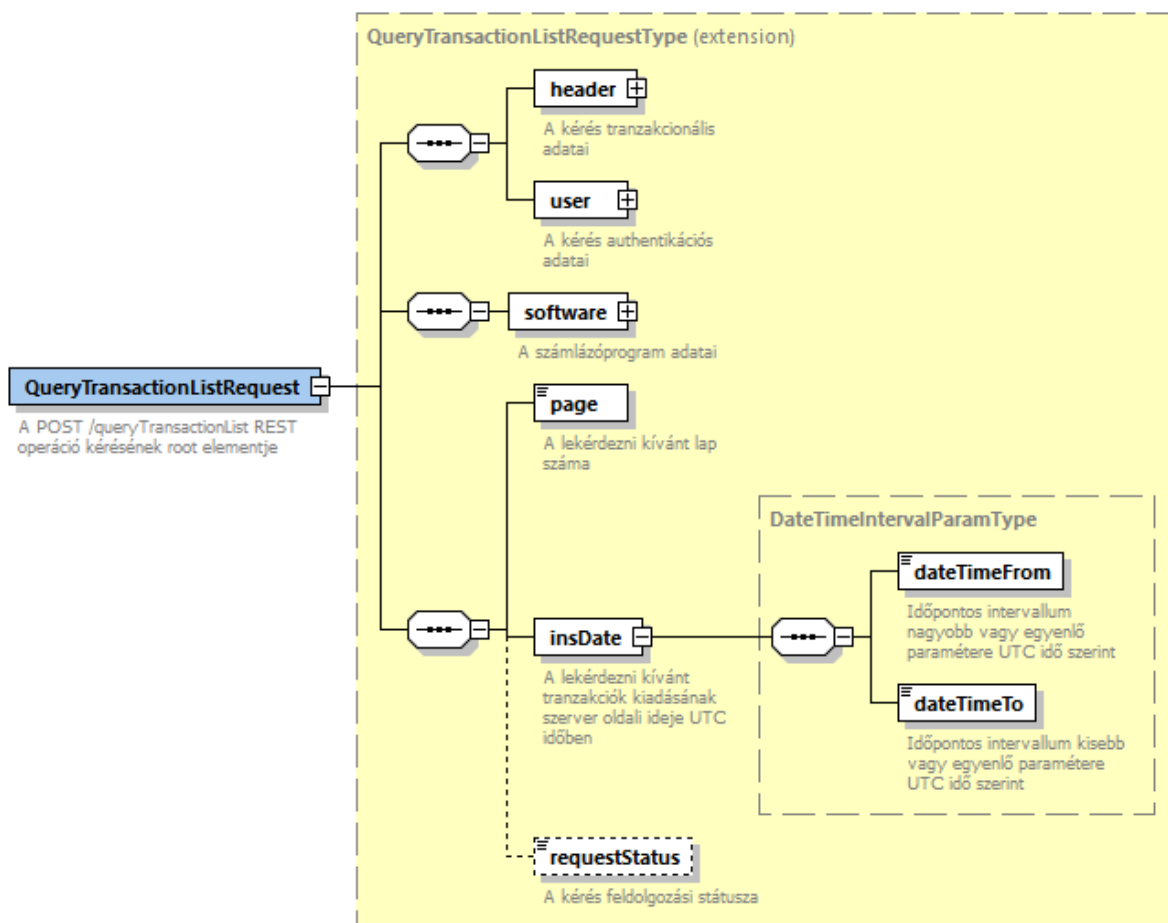 QueryTransactionListRequestType (extension)
header
A kérés tranzakcionális
adatai
user
A kérés authentikációs
adatai
software
A számlázóprogram adatai
QueryTransactionListRequest
A POST /queryTransactionList REST
operáció kérésének root elementje
page
A lekérdezni kívánt lap
száma
DateTimeIntervalParamType
dateTimeFrom
Időpontos intervallum
nagyobb vagy egyenlő
paramétere UTC idő szerint
insDate
A lekérdezni kívánt
tranzakciók kiadásának
szerver oldali ideje UTC
időben
dateTimeTo
Időpontos intervallum kisebb
vagy egyenlő paramétere
UTC idő szerint
requestStatus
A kérés feldolgozási státusza